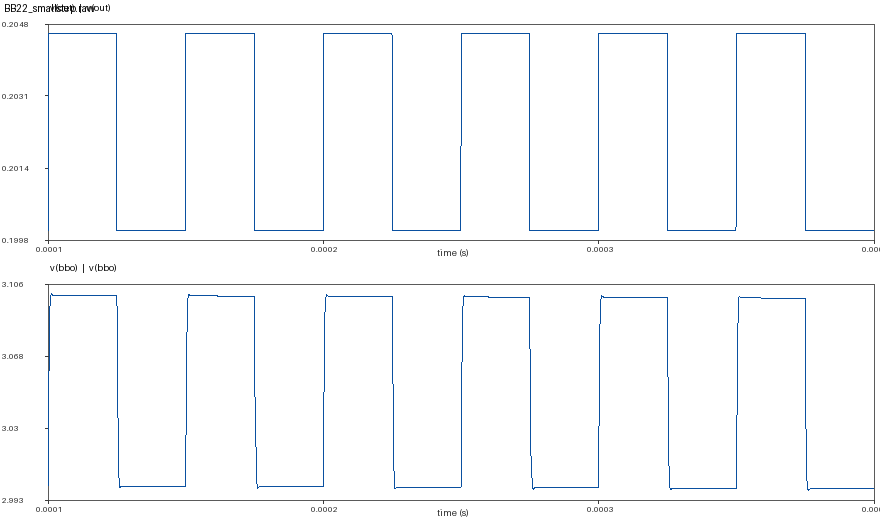 BB22_smallstep.raw
0.2048
0.2031
0.2014
0.1998
0.0001 0.0002 0.0003
time (s)
v(bbo) | v(bbo)
3.106
3.068
3.03
2.993
0.0001 0.0002 0.0003
time (s)